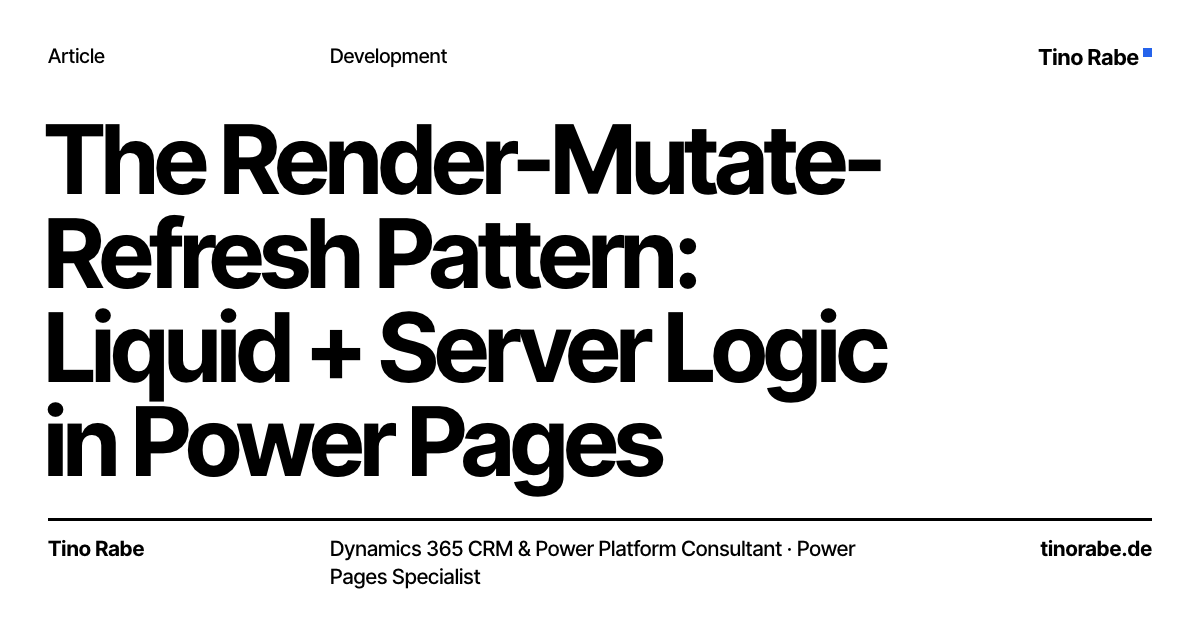 Article
Development
Tino Rabe
The Render-Mutate-
Refresh Pattern:
Liquid + Server Logic
in Power Pages
Tino Rabe
Dynamics 365 CRM & Power Platform Consultant · Power
Pages Specialist
tinorabe.de